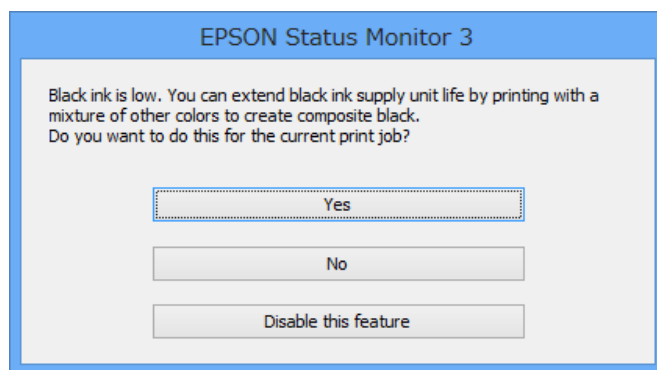 EPSON Status Monitor 3
Black ink is low. You can extend black ink supply unit life by printing with a
mixture of other colors to create composite black.
Do you want to do this for the current print job?
Yes
No
Disable this feature